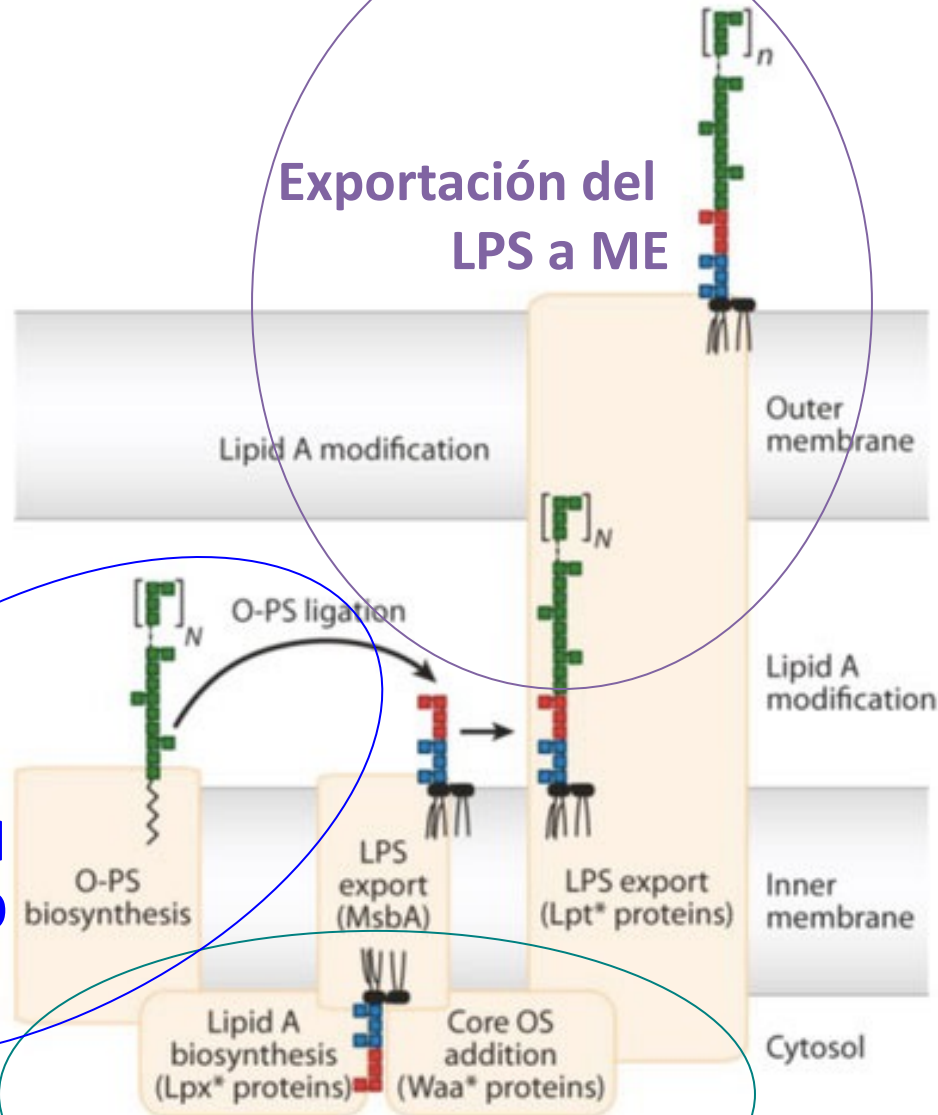 [ ]n
Exportación del
LPS a ME
Outer
membrane
Lipid A modification
[ ]N
[ ]N
O-PS ligation
Lipid A
modification
LPS
export
(MsbA)
O-PS
biosynthesis
LPS export
(Lpt* proteins)
Inner
membrane
Lipid A
biosynthesis
(Lpx* proteins)
Core OS
addition
(Waa* proteins)
Cytosol